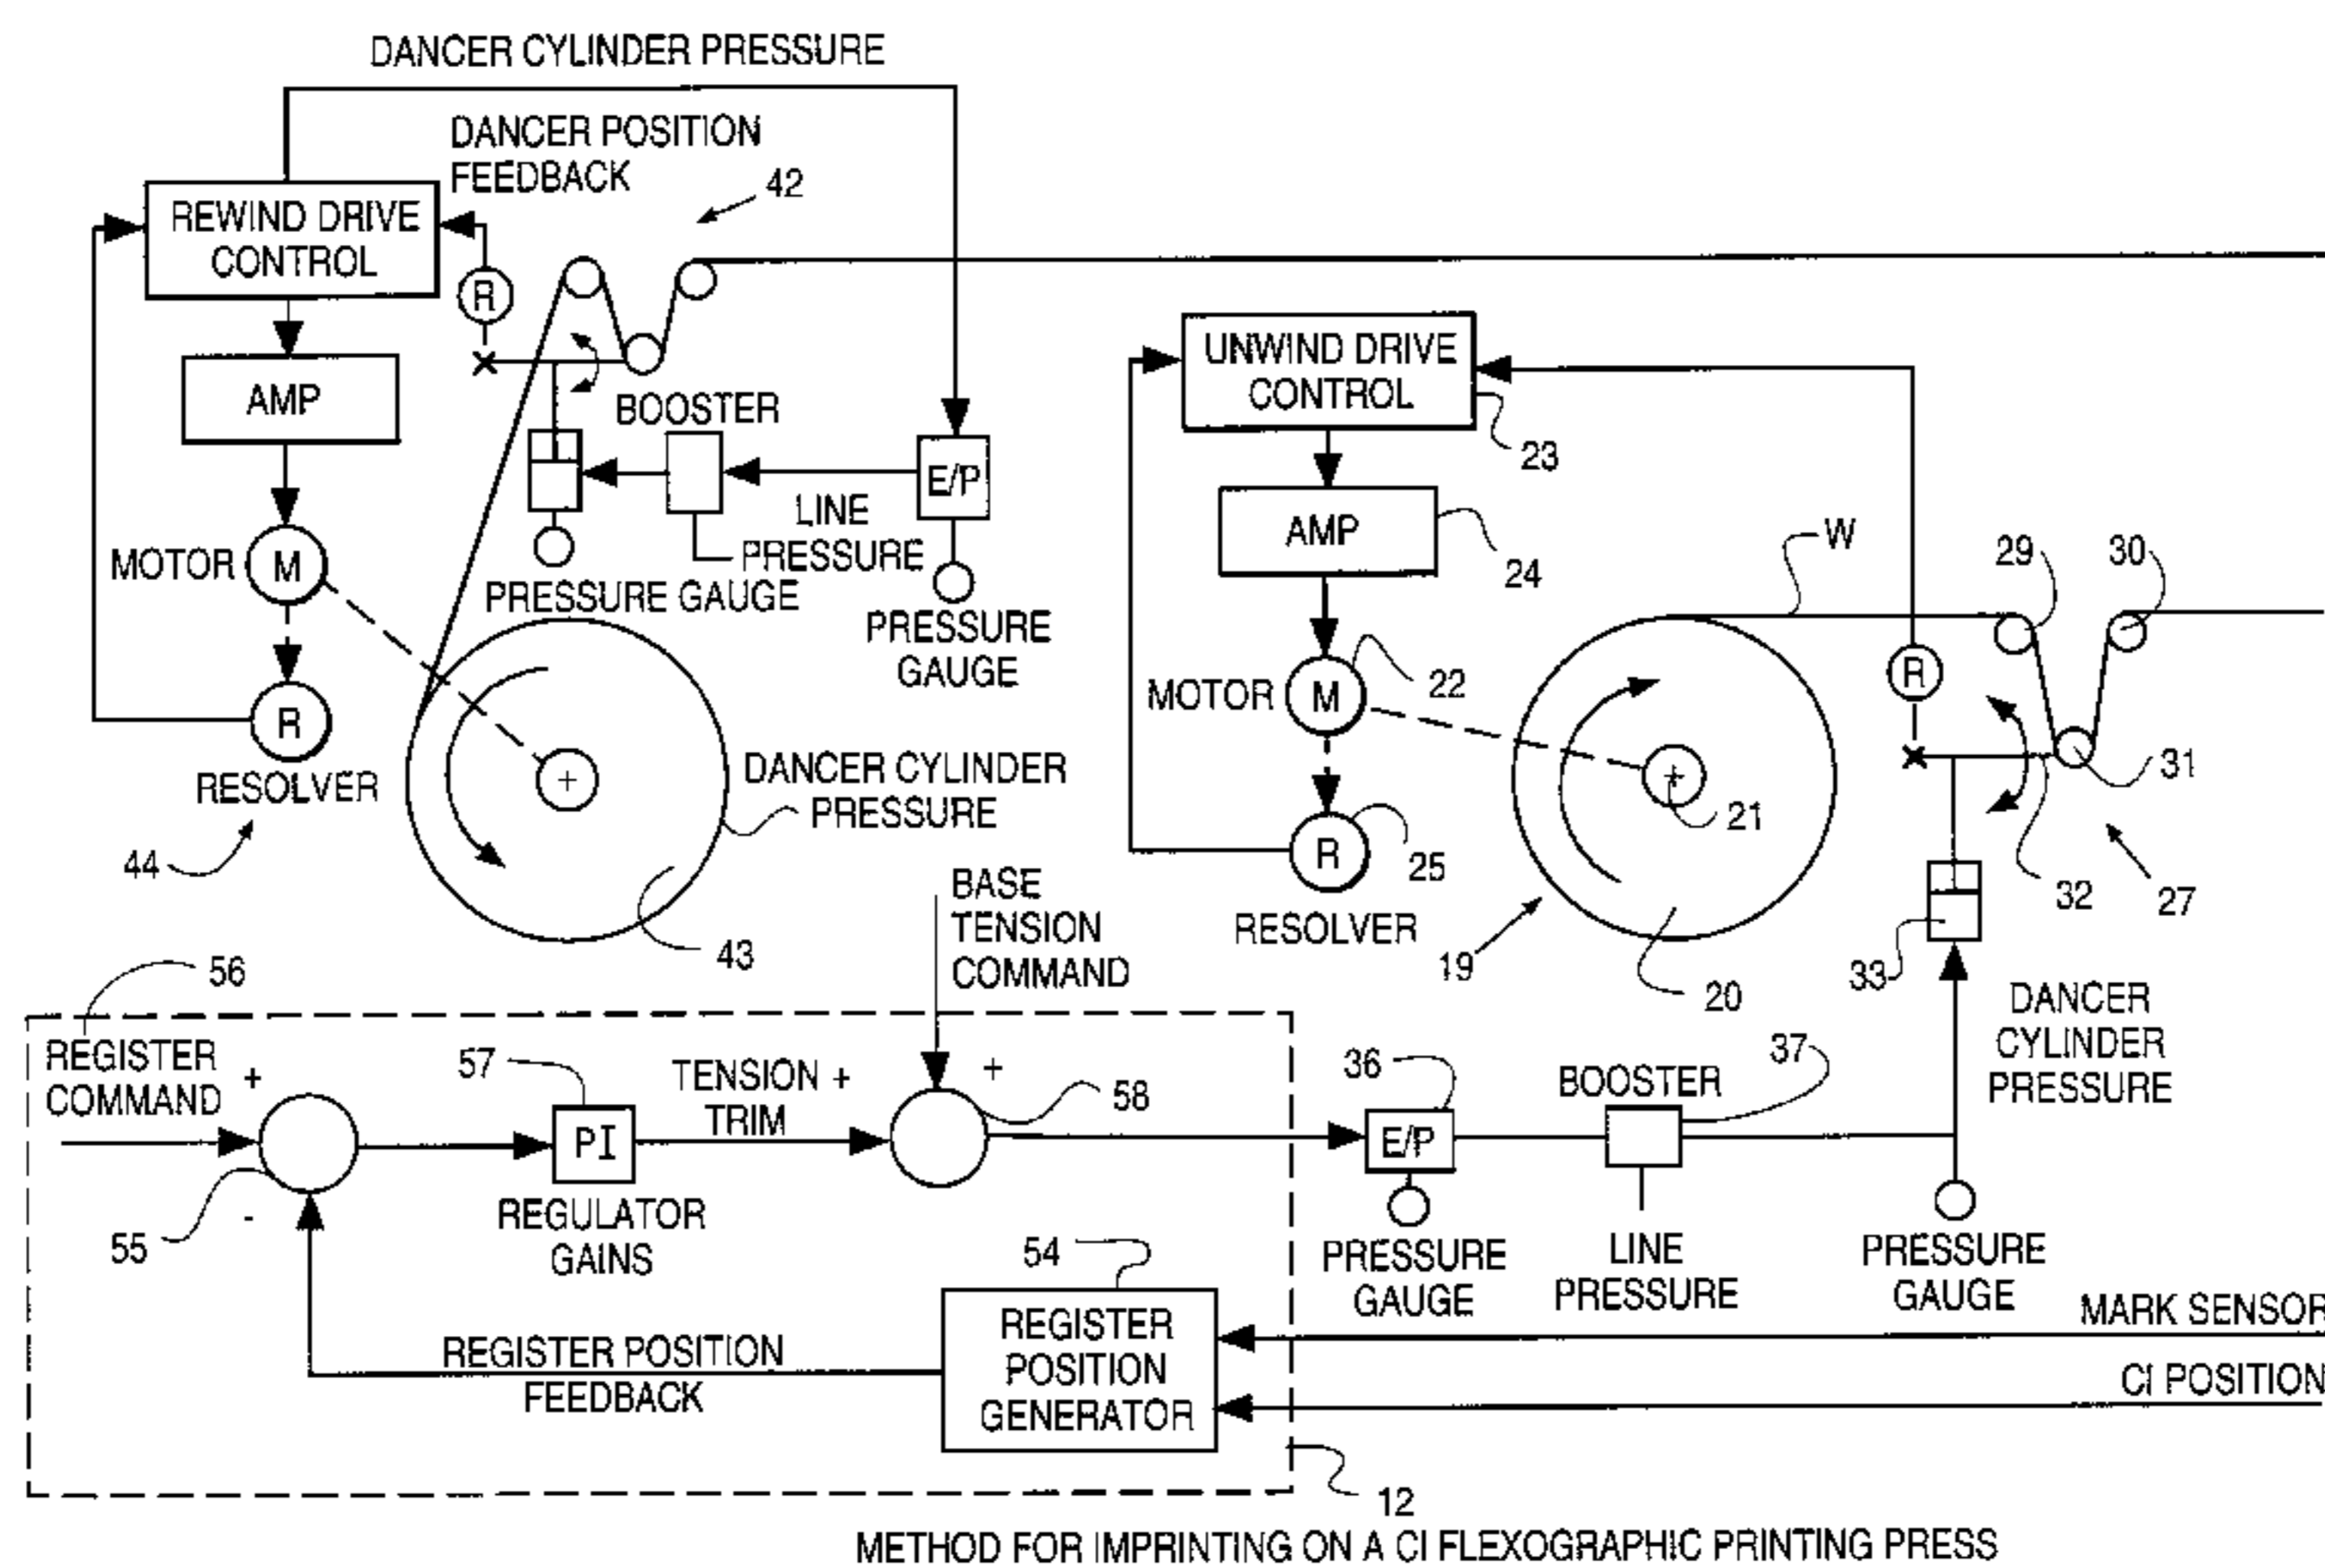 DANCER CYLINDER PRESSURE
DANCER POSITION
FEEDBACK
42
REWIND DRIVE
CONTROL
R
AMP
BOOSTER
E/P
LINE
PRESSURE
MOTOR
M
PRESSURE GAUGE
PRESSURE
GAUGE
R
RESOLVER
44
DANCER CYLINDER
PRESSURE
43
UNWIND DRIVE
CONTROL
23
AMP
24
W
29
30
MOTOR
M
22
R
31
21
R
25
RESOLVER
19
20
32
27
33
DANCER
CYLINDER
PRESSURE
BASE
TENSION
COMMAND
56
REGISTER
COMMAND
+
-
55
57
PI
REGULATOR
GAINS
TENSION +
TRIM
+
58
36
E/P
PRESSURE
GAUGE
BOOSTER
37
LINE
PRESSURE
PRESSURE
GAUGE
54
REGISTER
POSITION
GENERATOR
REGISTER POSITION
FEEDBACK
MARK SENSOR
CI POSITION
12
METHOD FOR IMPRINTING ON A CI FLEXOGRAPHIC PRINTING PRESS